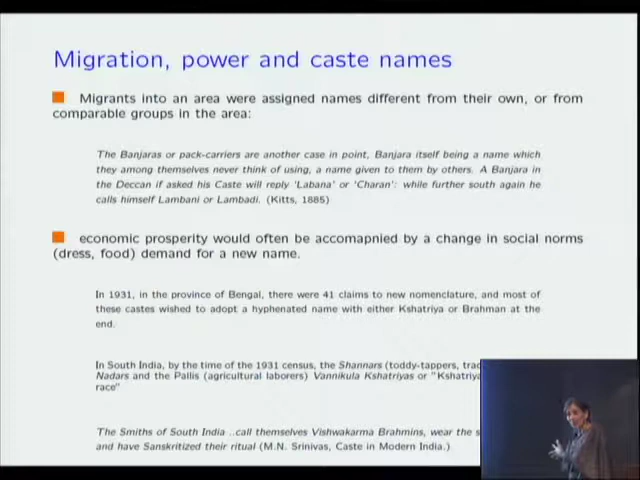 Migration, power and caste names
Migrants into an area were assigned names different from their own, or from
comparable groups in the area:
The Banjaras or pack-carriers are another case in point, Banjara itself being a name which
they among themselves never think of using, a name given to them by others. A Banjara in
the Deccan if asked his Caste will reply 'Labana' or 'Charan': while further south again he
calls himself Lambani or Lambadi. (Kitts, 1885)
economic prosperity would often be accomapnied by a change in social norms
(dress, food) demand for a new name.
In 1931, in the province of Bengal, there were 41 claims to new nomenclature, and most of
these castes wished to adopt a hyphenated name with either Kshatriya or Brahman at the
end.
In South India, by the time of the 1931 census, the Shannars (toddy-tappers,
Nadars and the Pallis (agricultural laborers) Vannikula Kshatriyas or "Kshatriya
race"
The Smiths of South India ..call themselves Vishwakarma Brahmins, wear the
and have Sanskritized their ritual (M.N. Srinivas, Caste in Modern India.)